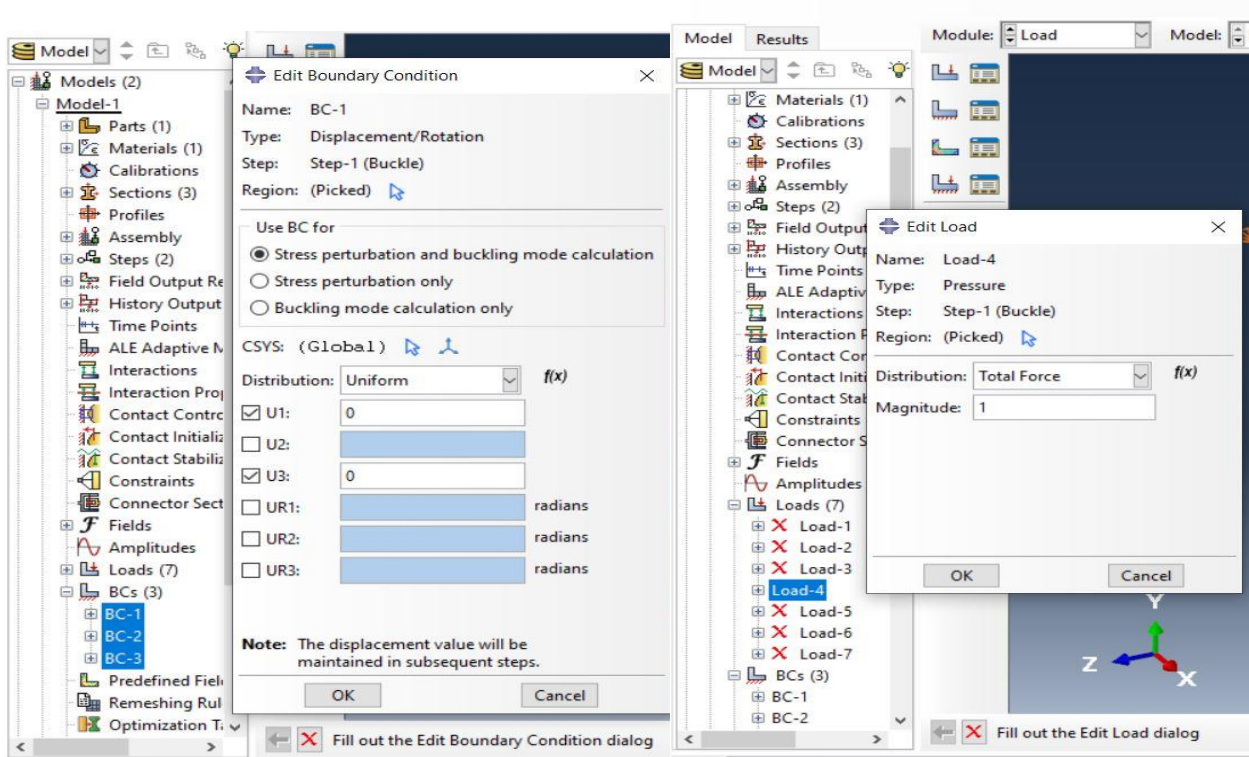 Model
Models (2)
Model-1
Parts (1)
Materials (1)
Calibrations
Sections (3)
Profiles
Assembly
Steps (2)
Field Output Re
History Output
Time Points
ALE Adaptive M
Interactions
Interaction Prop
Contact Contro
Contact Initializ
Contact Stabiliz
Constraints
Connector Sect
Fields
Amplitudes
Loads (7)
BCs (3)
BC-1
BC-2
BC-3
Predefined Field
Remeshing Rul
Optimization Ta
Edit Boundary Condition
Name: BC-1
Type: Displacement/Rotation
Step: Step-1 (Buckle)
Region: (Picked)
Use BC for
Stress perturbation and buckling mode calculation
Stress perturbation only
Buckling mode calculation only
CSYS: (Global)
Distribution: Uniform f(x)
U1: 0
U2:
U3: 0
UR1: radians
UR2: radians
UR3: radians
Note: The displacement value will be
maintained in subsequent steps.
OK Cancel
Fill out the Edit Boundary Condition dialog
Model Results
Module: Load Model:
Model
Materials (1)
Calibrations
Sections (3)
Profiles
Assembly
Steps (2)
Field Output
History Outp
Time Points
ALE Adaptiv
Interactions
Interaction P
Contact Con
Contact Initi
Contact Stab
Constraints
Connector S
Fields
Amplitudes
Loads (7)
Load-1
Load-2
Load-3
Load-4
Load-5
Load-6
Load-7
BCs (3)
BC-1
BC-2
Edit Load
Name: Load-4
Type: Pressure
Step: Step-1 (Buckle)
Region: (Picked)
Distribution: Total Force f(x)
Magnitude: 1
OK Cancel
Y
Z
X
Fill out the Edit Load dialog